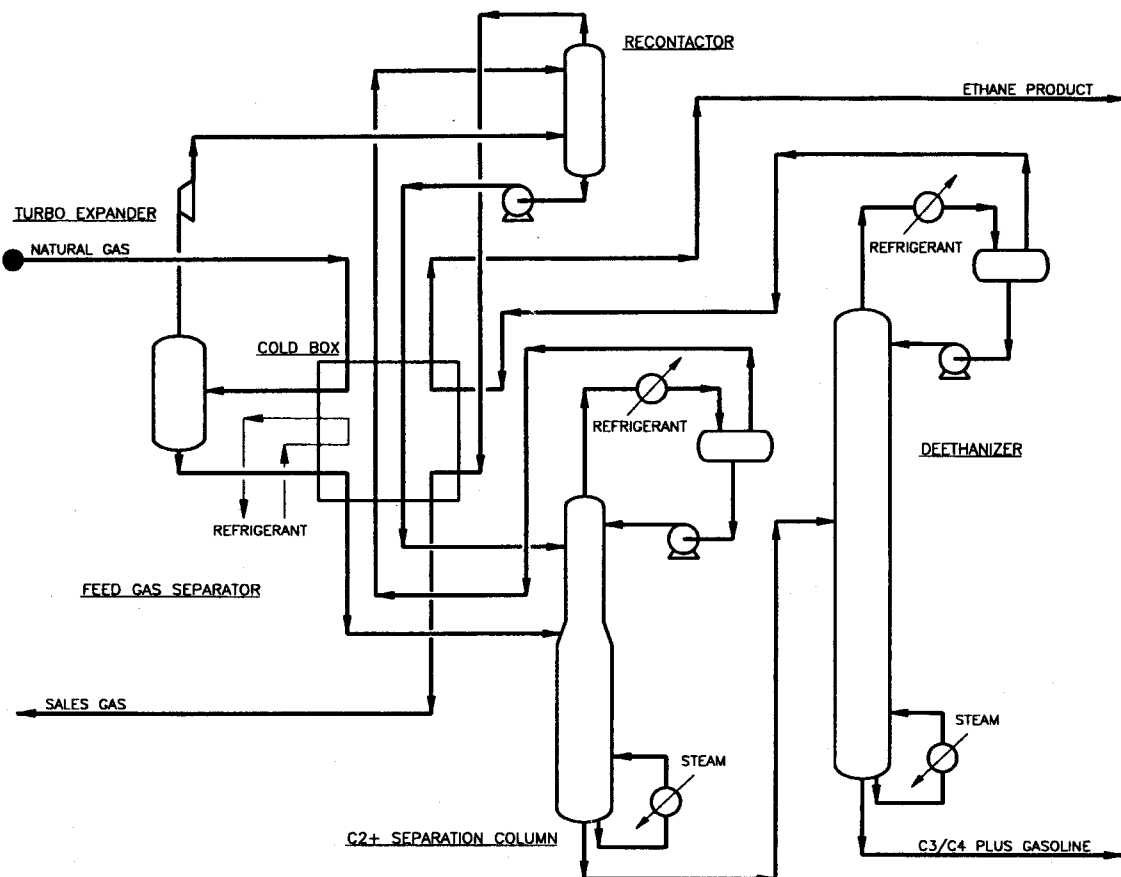 RECONTACTOR
ETHANE PRODUCT
TURBO EXPANDER
NATURAL GAS
REFRIGERANT
COLD BOX
REFRIGERANT
DEETHANIZER
REFRIGERANT
FEED GAS SEPARATOR
SALES GAS
STEAM
STEAM
C2+ SEPARATION COLUMN
C3/C4 PLUS GASOLINE